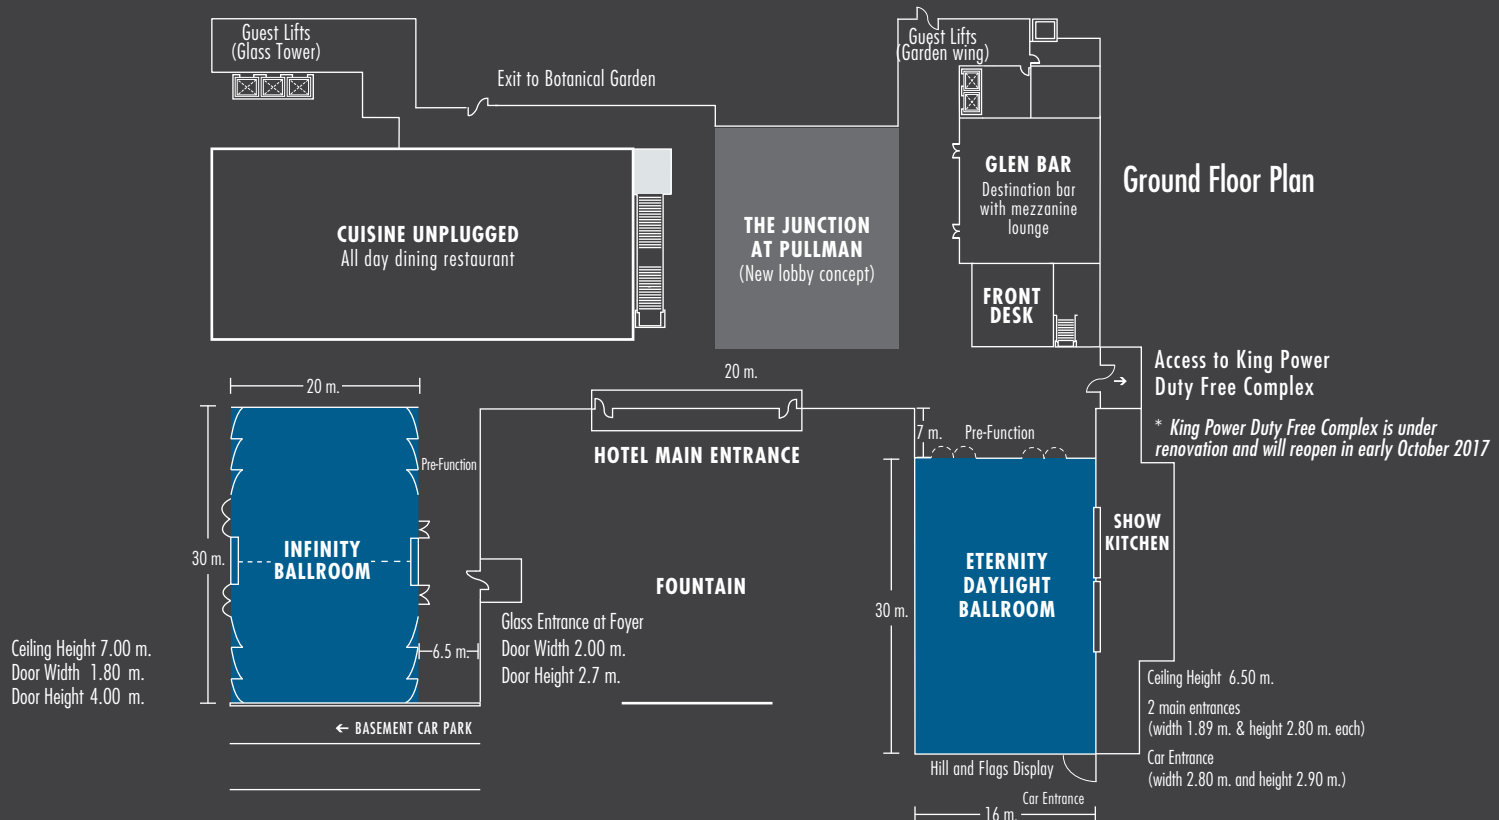 Guest Lifts
(Glass Tower)
Exit to Botanical Garden
Guest Lifts
(Garden wing)
Ground Floor Plan
GLEN BAR
Destination bar
with mezzanine
lounge
CUISINE UNPLUGGED
All day dining restaurant
THE JUNCTION
AT PULLMAN
(New lobby concept)
FRONT
DESK
Access to King Power
Duty Free Complex
* King Power Duty Free Complex is under
renovation and will reopen in early October 2017
20 m.
20 m.
HOTEL MAIN ENTRANCE
7 m.
Pre-Function
Pre-Function
30 m.
INFINITY
BALLROOM
FOUNTAIN
ETERNITY
DAYLIGHT
BALLROOM
30 m.
SHOW
KITCHEN
6.5 m.
Glass Entrance at Foyer
Door Width 2.00 m.
Door Height 2.7 m.
Ceiling Height 7.00 m.
Door Width 1.80 m.
Door Height 4.00 m.
← BASEMENT CAR PARK
Ceiling Height 6.50 m.
2 main entrances
(width 1.89 m. & height 2.80 m. each)
Car Entrance
(width 2.80 m. and height 2.90 m.)
Hill and Flags Display
Car Entrance
16 m.